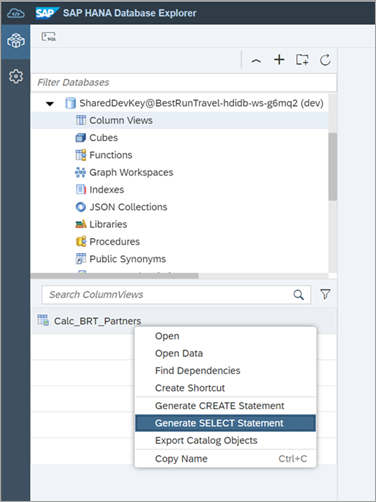 SAP SAP HANA Database Explorer
SQL
Filter Databases
SharedDevKey@BestRunTravel-hdidb-ws-g6mq2 (dev)
Column Views
Cubes
Functions
Graph Workspaces
Indexes
JSON Collections
Libraries
Procedures
Public Synonyms
Search ColumnViews
Calc_BRT_Partners
Open
Open Data
Find Dependencies
Create Shortcut
Generate CREATE Statement
Generate SELECT Statement
Export Catalog Objects
Copy Name Ctrl+C